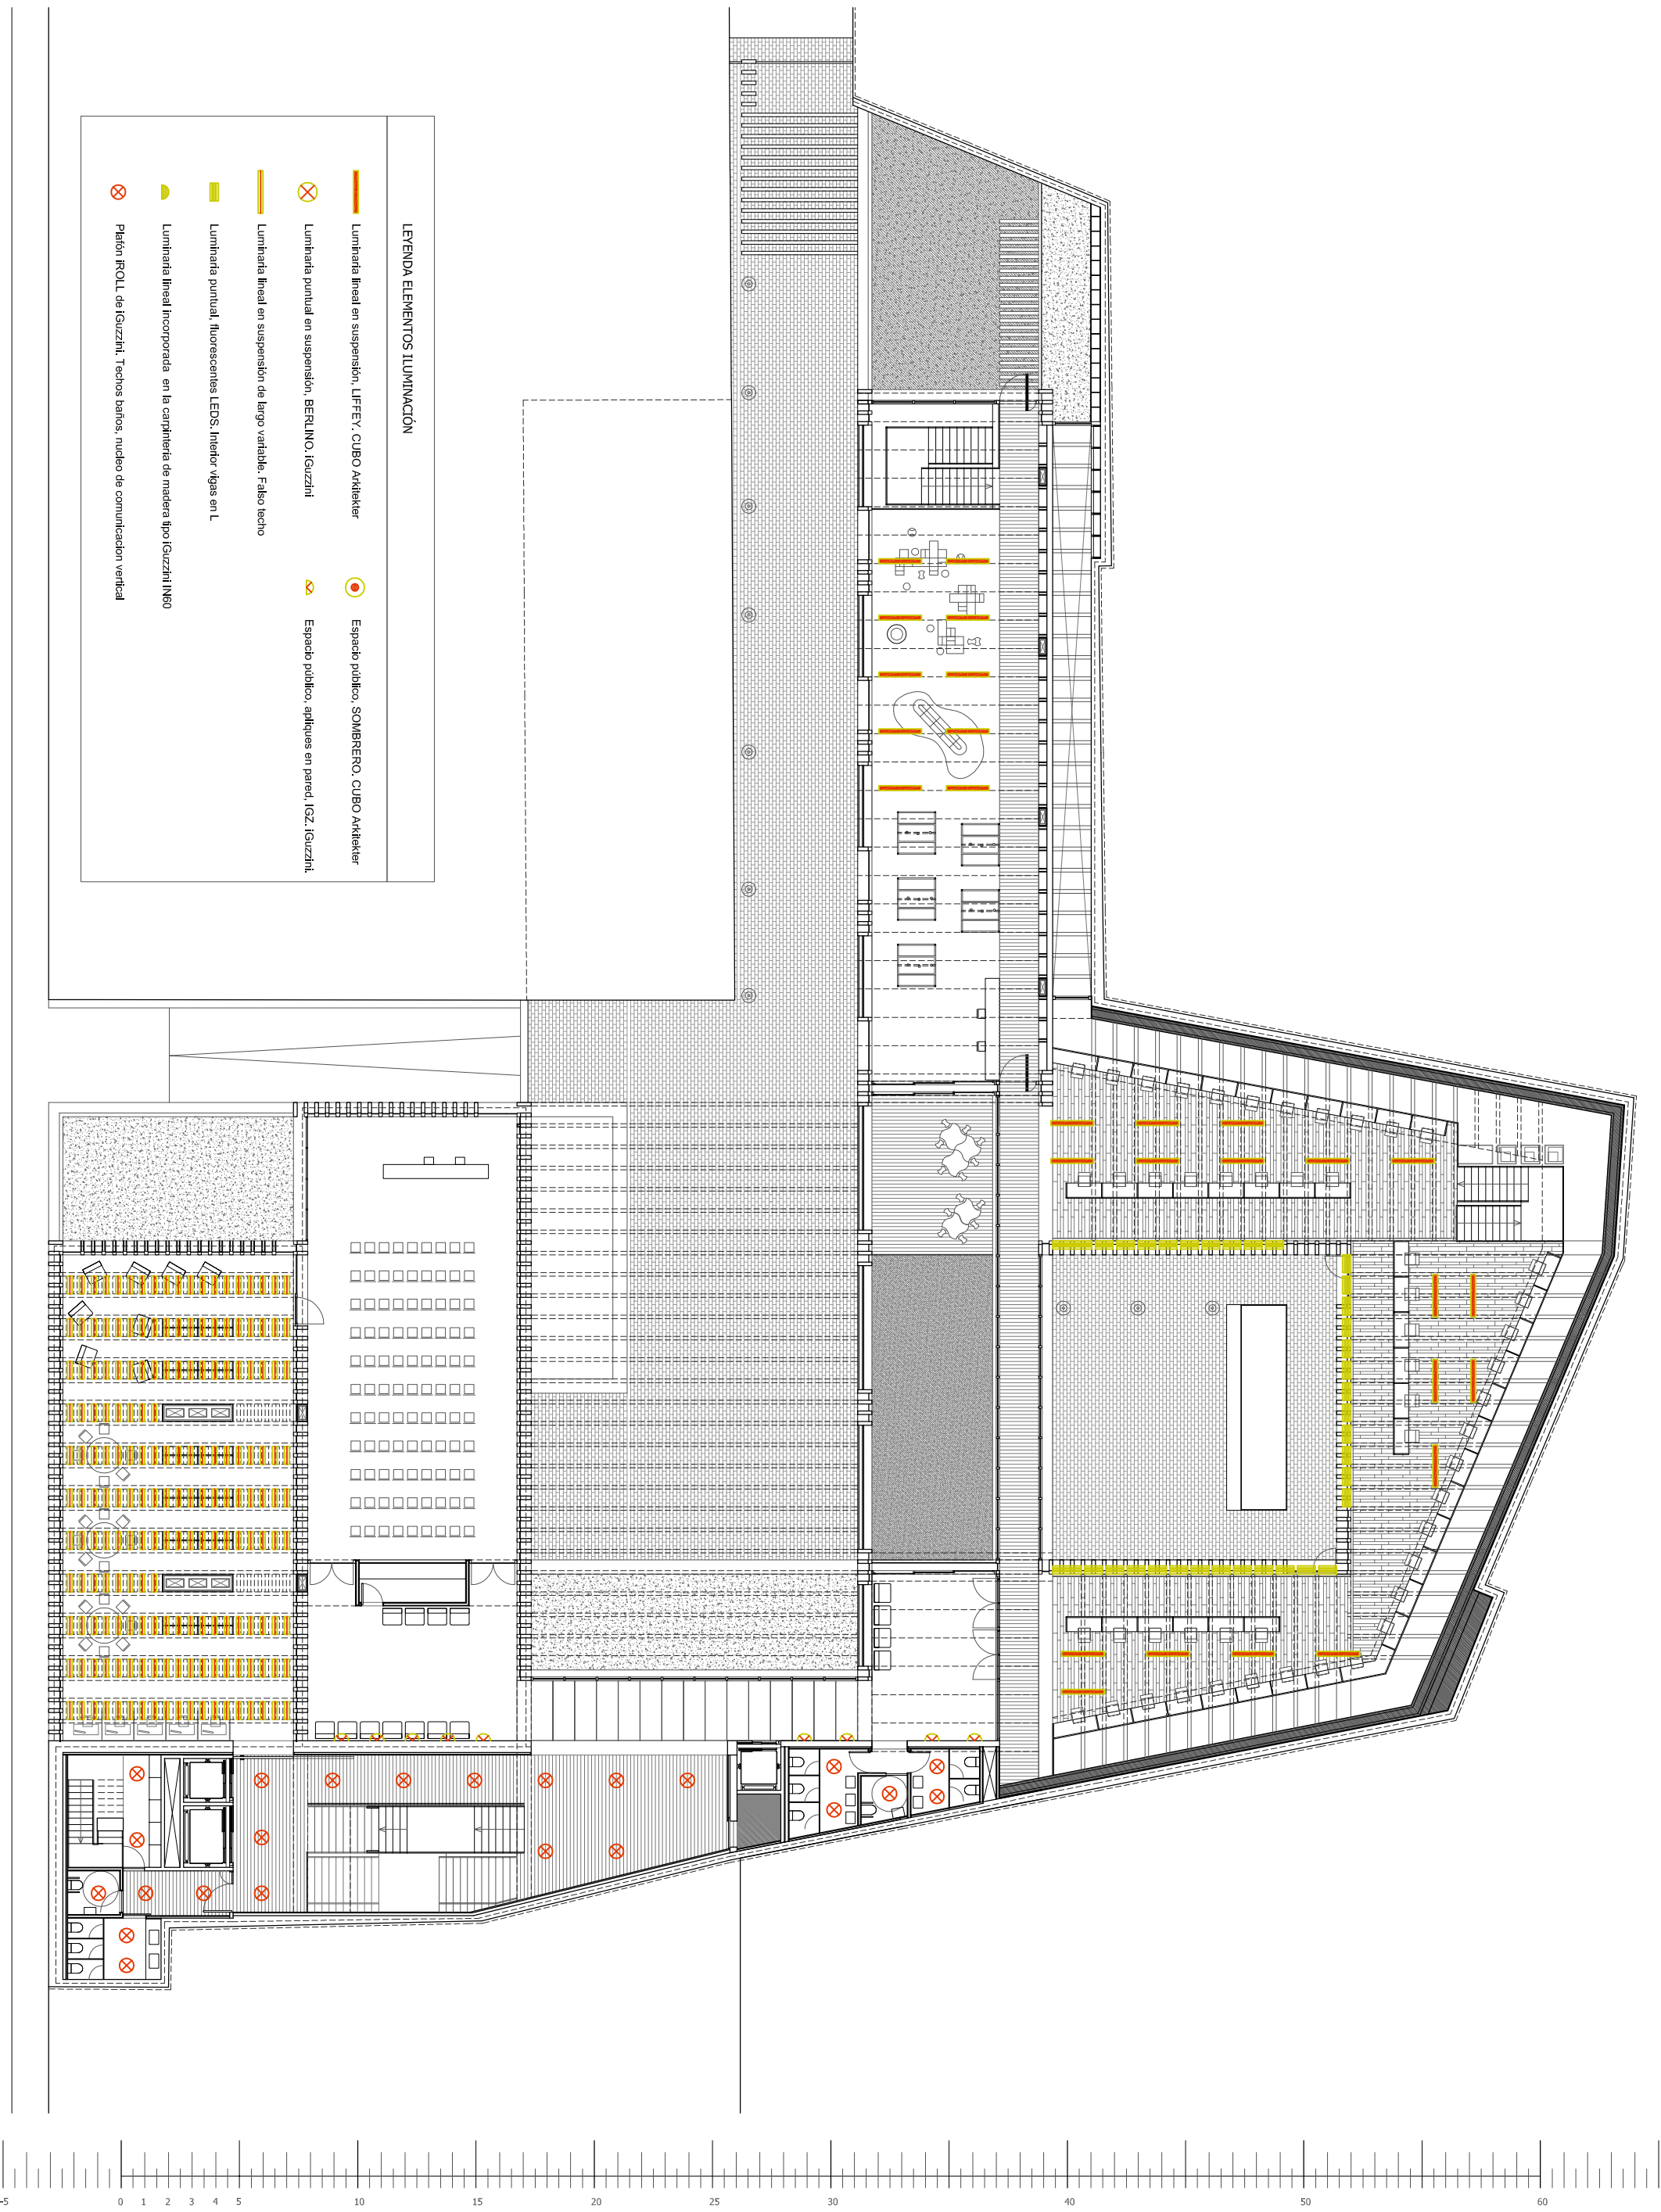 LEYENDA ELEMENTOS ILUMINACIÓN
Luminaria lineal en suspensión, LIFFEY. CUBO Arkitekter
Espacio público, SOMBRERO. CUBO Arkitekter
Luminaria puntual en suspensión, BERLINO. iGuzzini
Espacio público, apliques en pared, IGZ. iGuzzini.
Luminaria lineal en suspensión de largo variable. Falso techo
Luminaria puntual, fluorescentes LEDS. Interior vigas en L
Luminaria lineal incorporada en la carpintería de madera tipo iGuzzini IN60
Plafón iROLL de iGuzzini. Techos baños, nucleo de comunicacion vertical
-5 0 1 2 3 4 5 10 15 20 25 30 40 50 60